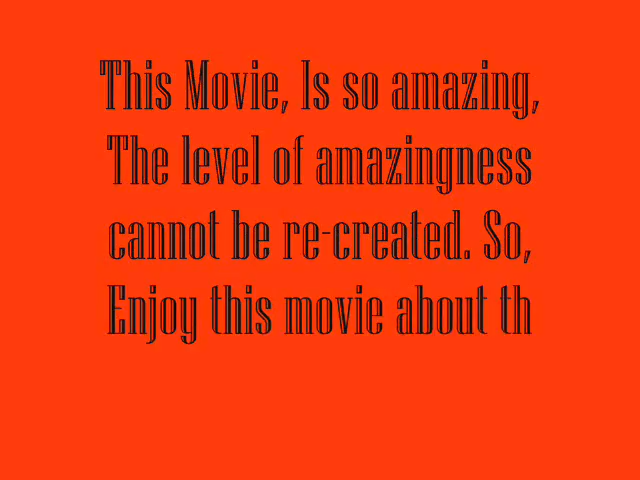 This Movie, Is so amazing,
The level of amazingness
cannot be re-created. So,
Enjoy this movie about th